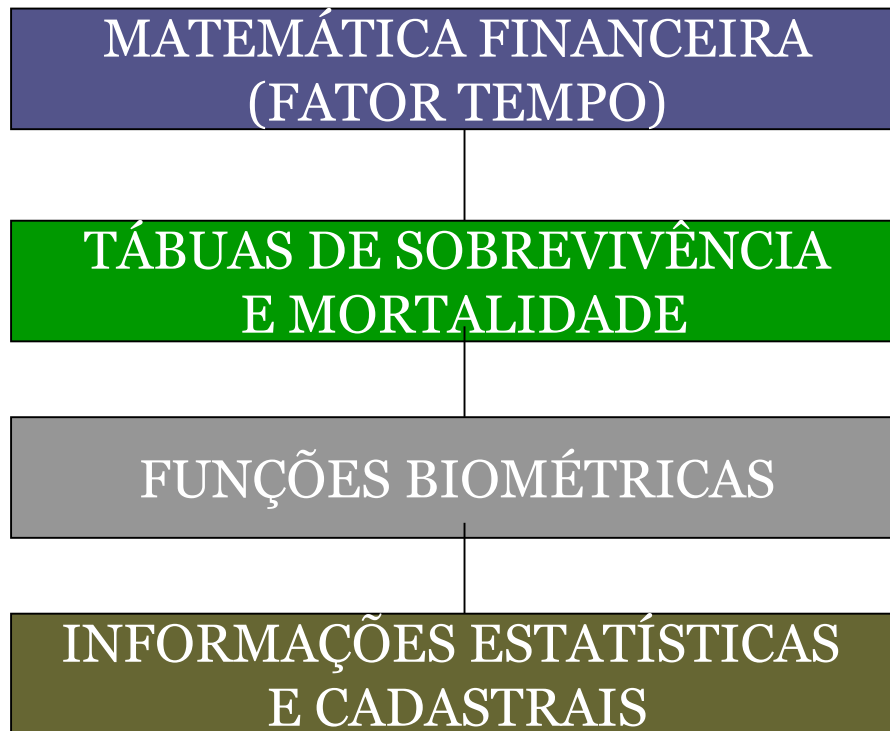 MATEMÁTICA FINANCEIRA
(FATOR TEMPO)
TÁBUAS DE SOBREVIVÊNCIA
E MORTALIDADE
FUNÇÕES BIOMÉTRICAS
INFORMAÇÕES ESTATÍSTICAS
E CADASTRAIS